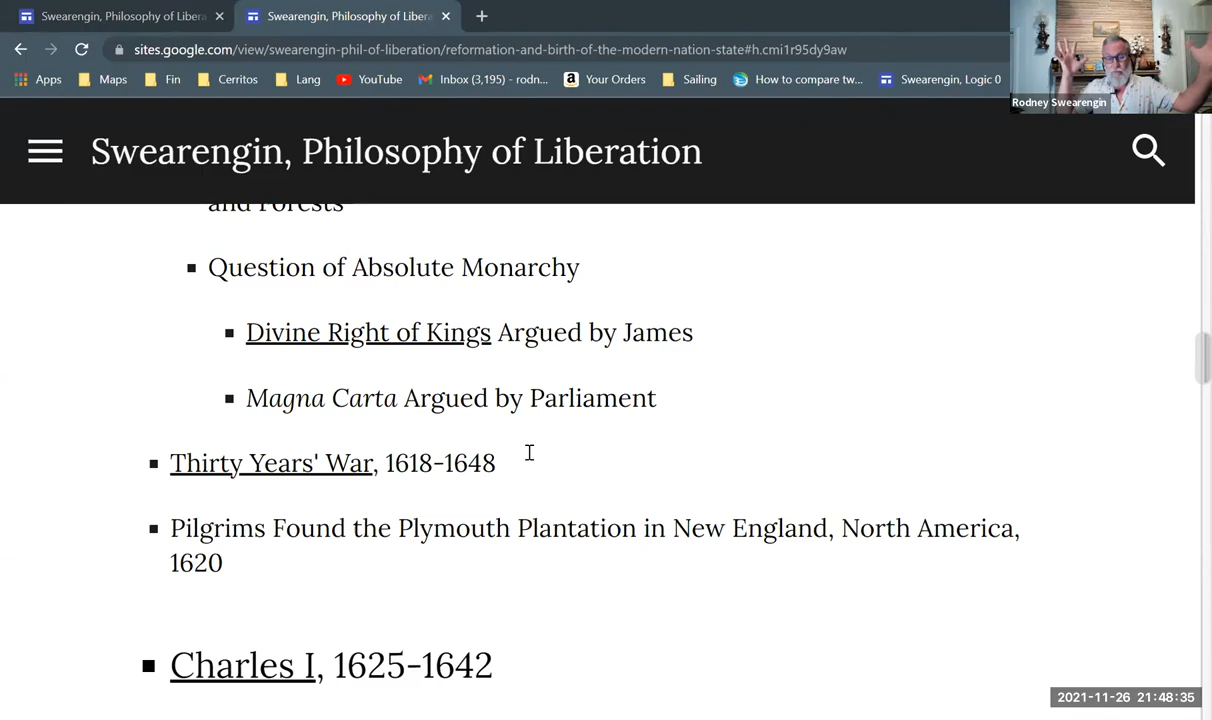 Swearengin, Philosophy of Libera
Swearengin, Philosophy of Libera
sites.google.com/view/swearengin-phil-of-liberation/reformation-and-birth-of-the-modern-nation-state#h.cmi1r95dy9aw
Apps Maps Fin Cerritos Lang YouTube Inbox (3,195) - rodn... Your Orders Sailing How to compare tw... Swearengin, Logic 0
Rodney Swearengin
Swearengin, Philosophy of Liberation
and Forests
Question of Absolute Monarchy
Divine Right of Kings Argued by James
Magna Carta Argued by Parliament
Thirty Years' War, 1618-1648
Pilgrims Found the Plymouth Plantation in New England, North America,
1620
Charles I, 1625-1642
2021-11-26 21:48:35